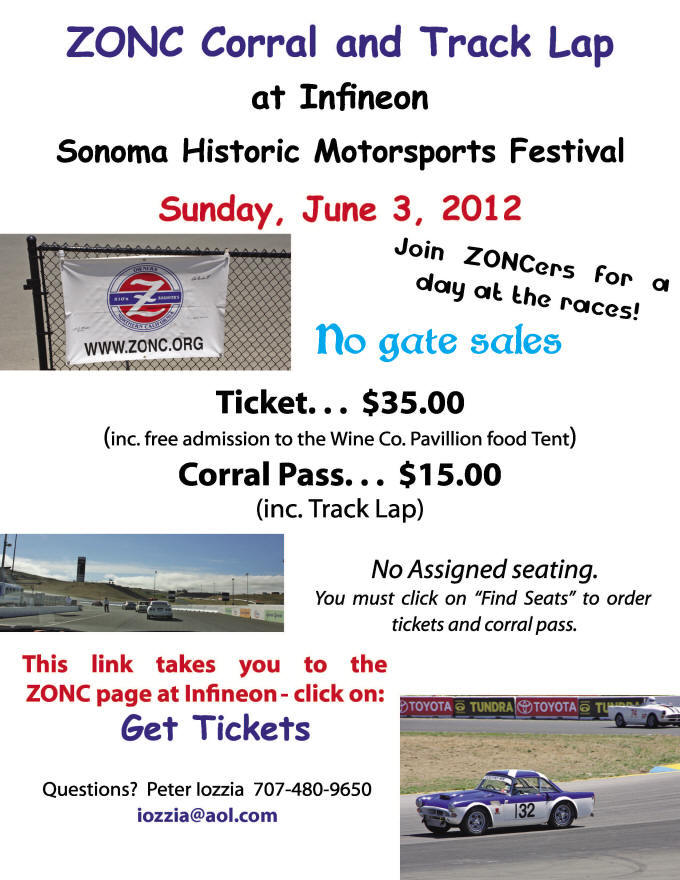 ZONC Corral and Track Lap
at Infineon
Sonoma Historic Motorsports Festival
Sunday, June 3, 2012
OWNERS
Z
NORTHERN CALIFORNIA
WWW.ZONC.ORG
Join ZONCers for a
day at the races!
No gate sales
Ticket. . . $35.00
(inc. free admission to the Wine Co. Pavillion food Tent)
Corral Pass. . . $15.00
(inc. Track Lap)
No Assigned seating.
You must click on “Find Seats” to order
tickets and corral pass.
This link takes you to the
ZONC page at Infineon - click on:
Get Tickets
Questions? Peter Iozzia 707-480-9650
iozzia@aol.com
TOYOTA TUNDRA TOYOTA TUNDRA
132